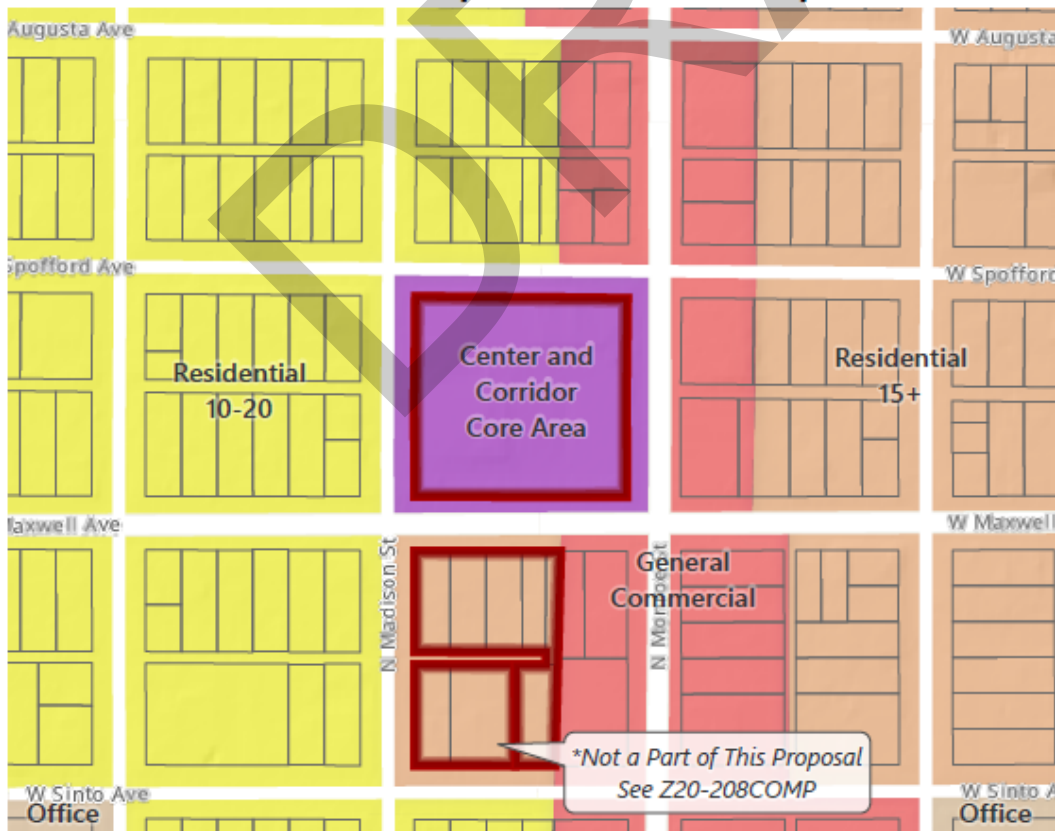 Augusta Ave
W Augusta
Spofford Ave
W Spofford
Center and
Corridor
Core Area
Residential
10-20
Residential
15+
Maxwell Ave
W Maxwell
N Madison St
N Monroe St
General
Commercial
*Not a Part of This Proposal
See Z20-208COMP
W Sinto Ave
W Sinto A
Office
Office